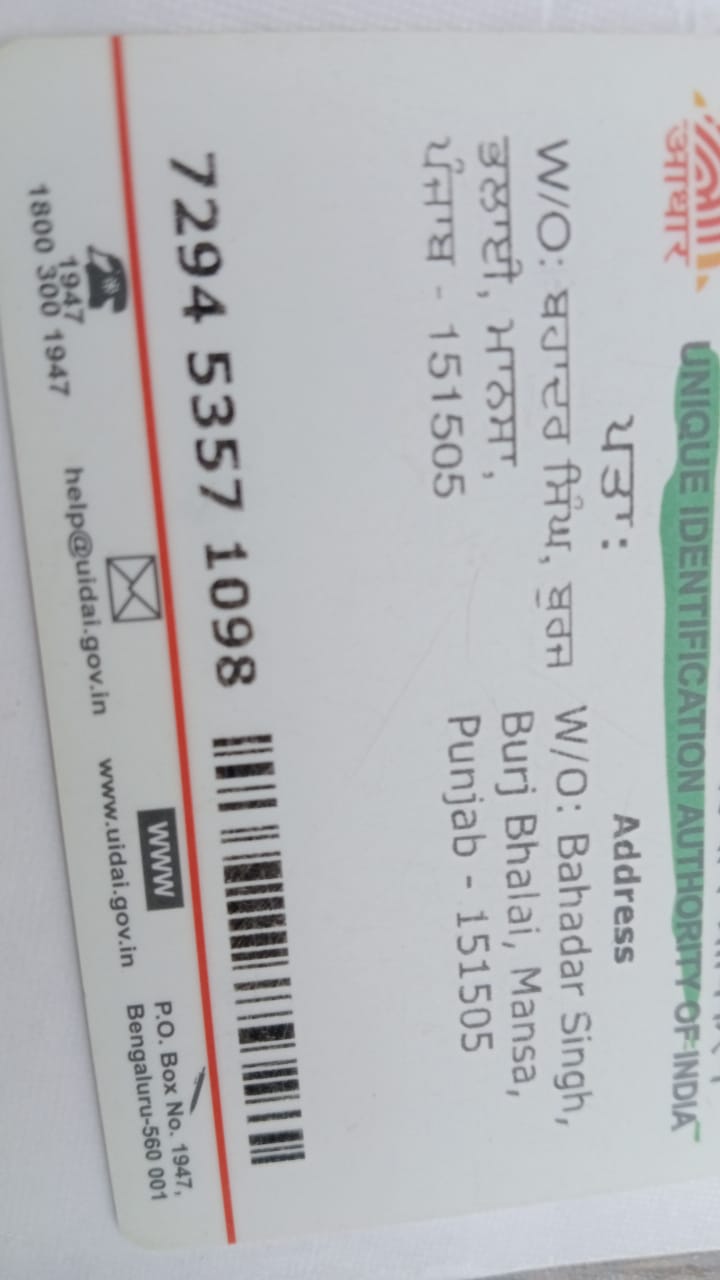 आधार
UNIQUE IDENTIFICATION AUTHORITY OF INDIA
ਪਤਾ:
W/O: ਬਹਾਦਰ ਸਿੰਘ, ਬੁਰਜ
ਭਲਾਈ, ਮਾਨਸਾ,
ਪੰਜਾਬ - 151505
Address
W/O: Bahadar Singh,
Burj Bhalai, Mansa,
Punjab - 151505
7294 5357 1098
1947
1800 300 1947
help@uidai.gov.in
WWW
www.uidai.gov.in
P.O. Box No. 1947,
Bengaluru-560 001